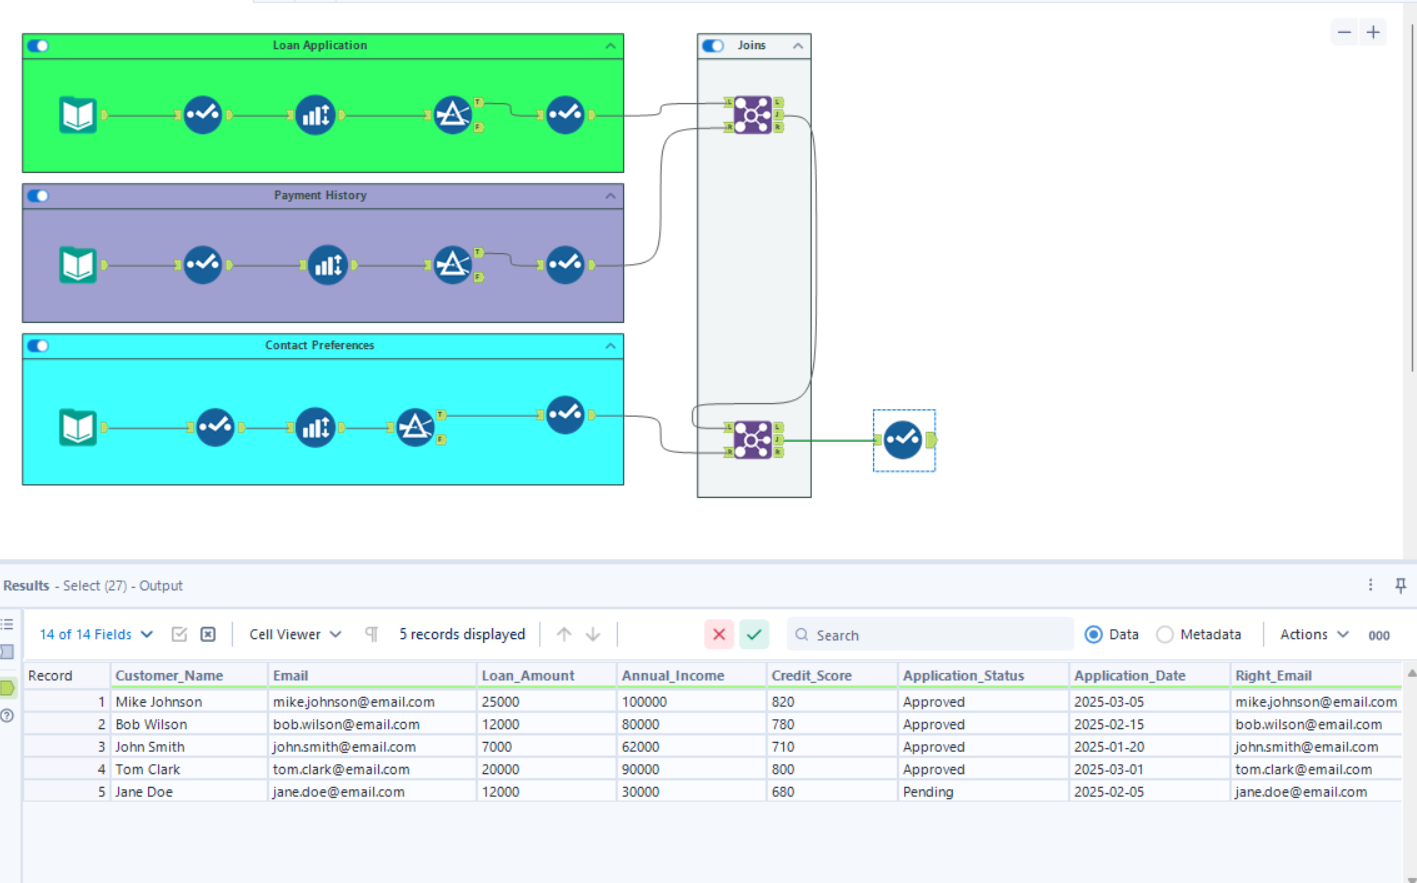 Loan Application
Joins
T
F
L
R
L
J
R
Payment History
T
F
Contact Preferences
T
F
L
R
L
J
R
Results - Select (27) - Output
14 of 14 Fields Cell Viewer 5 records displayed Search Data Metadata Actions 000
Record Customer_Name Email Loan_Amount Annual_Income Credit_Score Application_Status Application_Date Right_Email
1 Mike Johnson mike.johnson@email.com 25000 100000 820 Approved 2025-03-05 mike.johnson@email.com
2 Bob Wilson bob.wilson@email.com 12000 80000 780 Approved 2025-02-15 bob.wilson@email.com
3 John Smith john.smith@email.com 7000 62000 710 Approved 2025-01-20 john.smith@email.com
4 Tom Clark tom.clark@email.com 20000 90000 800 Approved 2025-03-01 tom.clark@email.com
5 Jane Doe jane.doe@email.com 12000 30000 680 Pending 2025-02-05 jane.doe@email.com